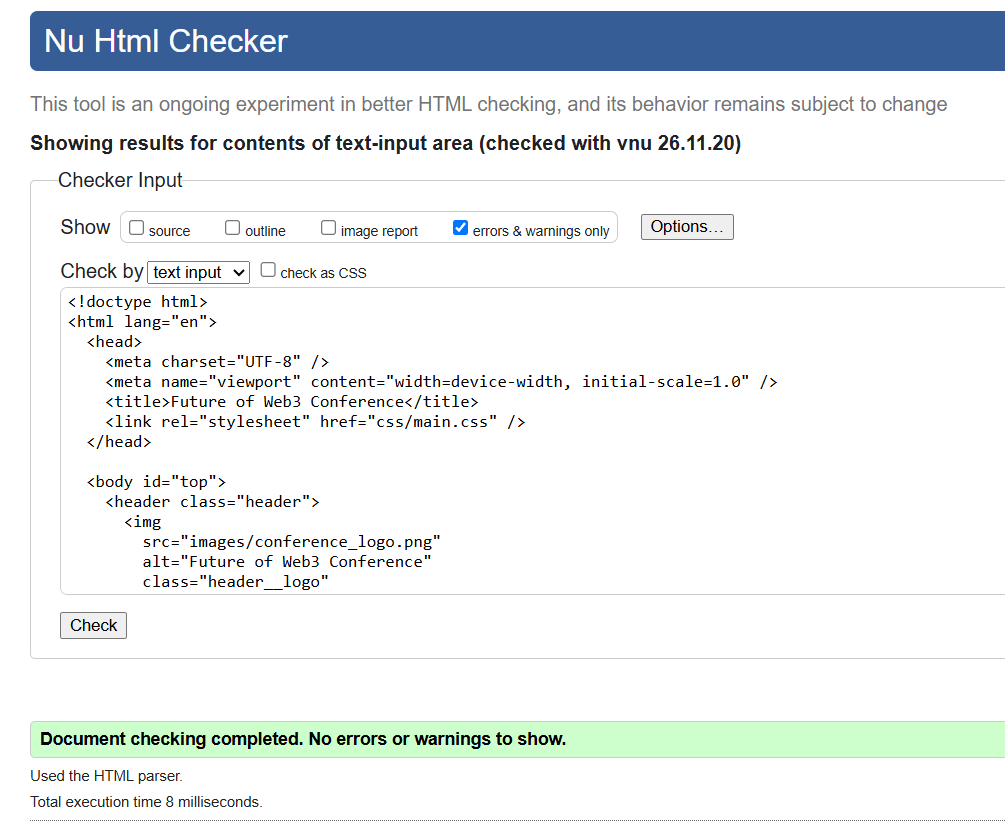 Nu Html Checker
This tool is an ongoing experiment in better HTML checking, and its behavior remains subject to change
Showing results for contents of text-input area (checked with vnu 26.11.20)
Checker Input
Show source outline image report errors & warnings only Options...
Check by text input check as CSS
<!doctype html>
<html lang="en">
  <head>
    <meta charset="UTF-8" />
    <meta name="viewport" content="width=device-width, initial-scale=1.0" />
    <title>Future of Web3 Conference</title>
    <link rel="stylesheet" href="css/main.css" />
  </head>

  <body id="top">
    <header class="header">
      <img
        src="images/conference_logo.png"
        alt="Future of Web3 Conference"
        class="header__logo"
Check
Document checking completed. No errors or warnings to show.
Used the HTML parser.
Total execution time 8 milliseconds.